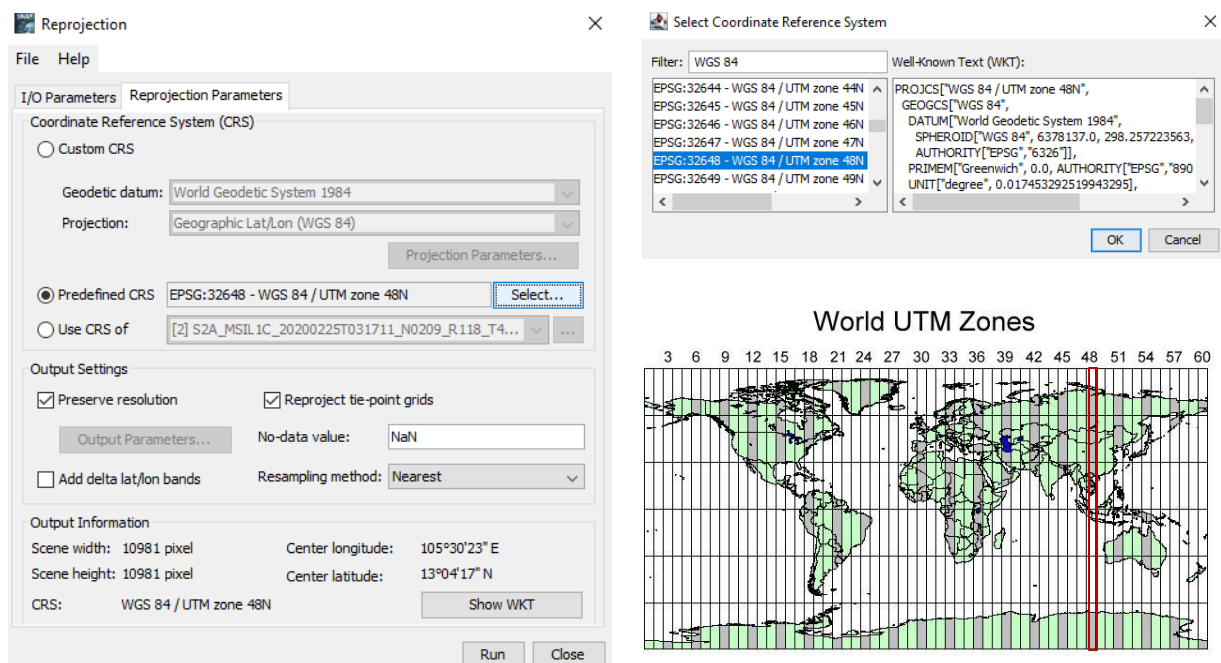 SNAP
Reprojection
File Help
I/O Parameters Reprojection Parameters
Coordinate Reference System (CRS)
Custom CRS
Geodetic datum: World Geodetic System 1984
Projection: Geographic Lat/Lon (WGS 84)
Projection Parameters...
Predefined CRS EPSG:32648 - WGS 84 / UTM zone 48N Select...
Use CRS of [2] S2A_MSIL1C_20200225T031711_N0209_R118_T4... ...
Output Settings
Preserve resolution Reproject tie-point grids
Output Parameters... No-data value: NaN
Add delta lat/lon bands Resampling method: Nearest
Output Information
Scene width: 10981 pixel Center longitude: 105°30'23" E
Scene height: 10981 pixel Center latitude: 13°04'17" N
CRS: WGS 84 / UTM zone 48N Show WKT
Run Close
Select Coordinate Reference System
Filter: WGS 84 Well-Known Text (WKT):
EPSG:32644 - WGS 84 / UTM zone 44N
EPSG:32645 - WGS 84 / UTM zone 45N
EPSG:32646 - WGS 84 / UTM zone 46N
EPSG:32647 - WGS 84 / UTM zone 47N
EPSG:32648 - WGS 84 / UTM zone 48N
EPSG:32649 - WGS 84 / UTM zone 49N
PROJCS["WGS 84 / UTM zone 48N",
GEOGCS["WGS 84",
DATUM["World Geodetic System 1984",
SPHEROID["WGS 84", 6378137.0, 298.257223563,
AUTHORITY["EPSG","6326"]],
PRIMEM["Greenwich", 0.0, AUTHORITY["EPSG","890
UNIT["degree", 0.017453292519943295],
OK Cancel
World UTM Zones
3 6 9 12 15 18 21 24 27 30 33 36 39 42 45 48 51 54 57 60